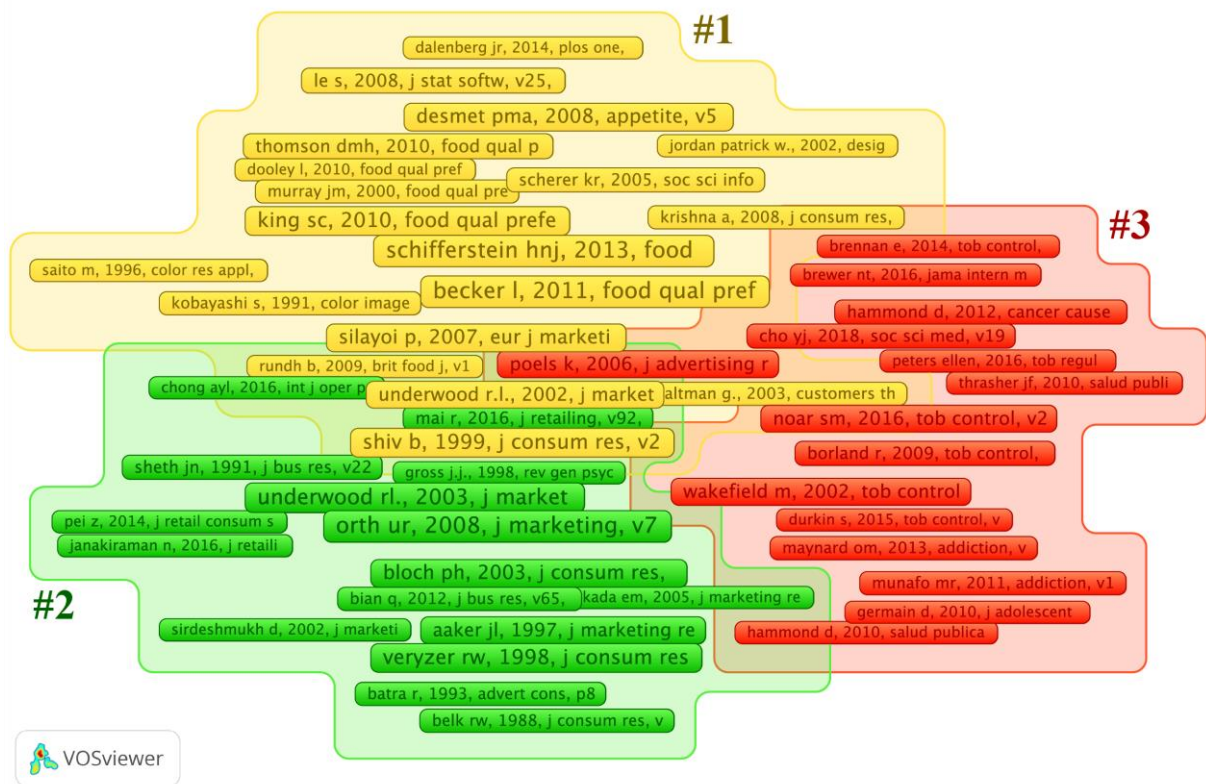 #1
dalenberg jr, 2014, plos one,
le s, 2008, j stat softw, v25,
desmet pma, 2008, appetite, v5
thomson dmh, 2010, food qual p
jordan patrick w., 2002, desig
dooley l, 2010, food qual pref
scherer kr, 2005, soc sci info
murray jm, 2000, food qual pre
king sc, 2010, food qual prefe
krishna a, 2008, j consum res,
#3
schifferstein hnj, 2013, food
brennan e, 2014, tob control,
saito m, 1996, color res appl,
brewer nt, 2016, jama intern m
becker l, 2011, food qual pref
kobayashi s, 1991, color image
hammond d, 2012, cancer cause
silayoi p, 2007, eur j marketi
cho yj, 2018, soc sci med, v19
rundh b, 2009, brit food j, v1
poels k, 2006, j advertising r
peters ellen, 2016, tob regul
chong ayl, 2016, int j oper p
thrasher jf, 2010, salud publi
underwood r.l., 2002, j market
altman g., 2003, customers th
mai r, 2016, j retailing, v92,
noar sm, 2016, tob control, v2
shiv b, 1999, j consum res, v2
borland r, 2009, tob control,
sheth jn, 1991, j bus res, v22
gross j.j., 1998, rev gen psyc
underwood rl., 2003, j market
wakefield m, 2002, tob control
pei z, 2014, j retail consum s
orth ur, 2008, j marketing, v7
durkin s, 2015, tob control, v
janakiraman n, 2016, j retaili
maynard om, 2013, addiction, v
bloch ph, 2003, j consum res,
munafo mr, 2011, addiction, v1
#2
bian q, 2012, j bus res, v65,
kada em, 2005, j marketing re
germain d, 2010, j adolescent
sirdeshmukh d, 2002, j marketi
aaker jl, 1997, j marketing re
hammond d, 2010, salud publica
veryzer rw, 1998, j consum res
batra r, 1993, advert cons, p8
belk rw, 1988, j consum res, v
VOSviewer